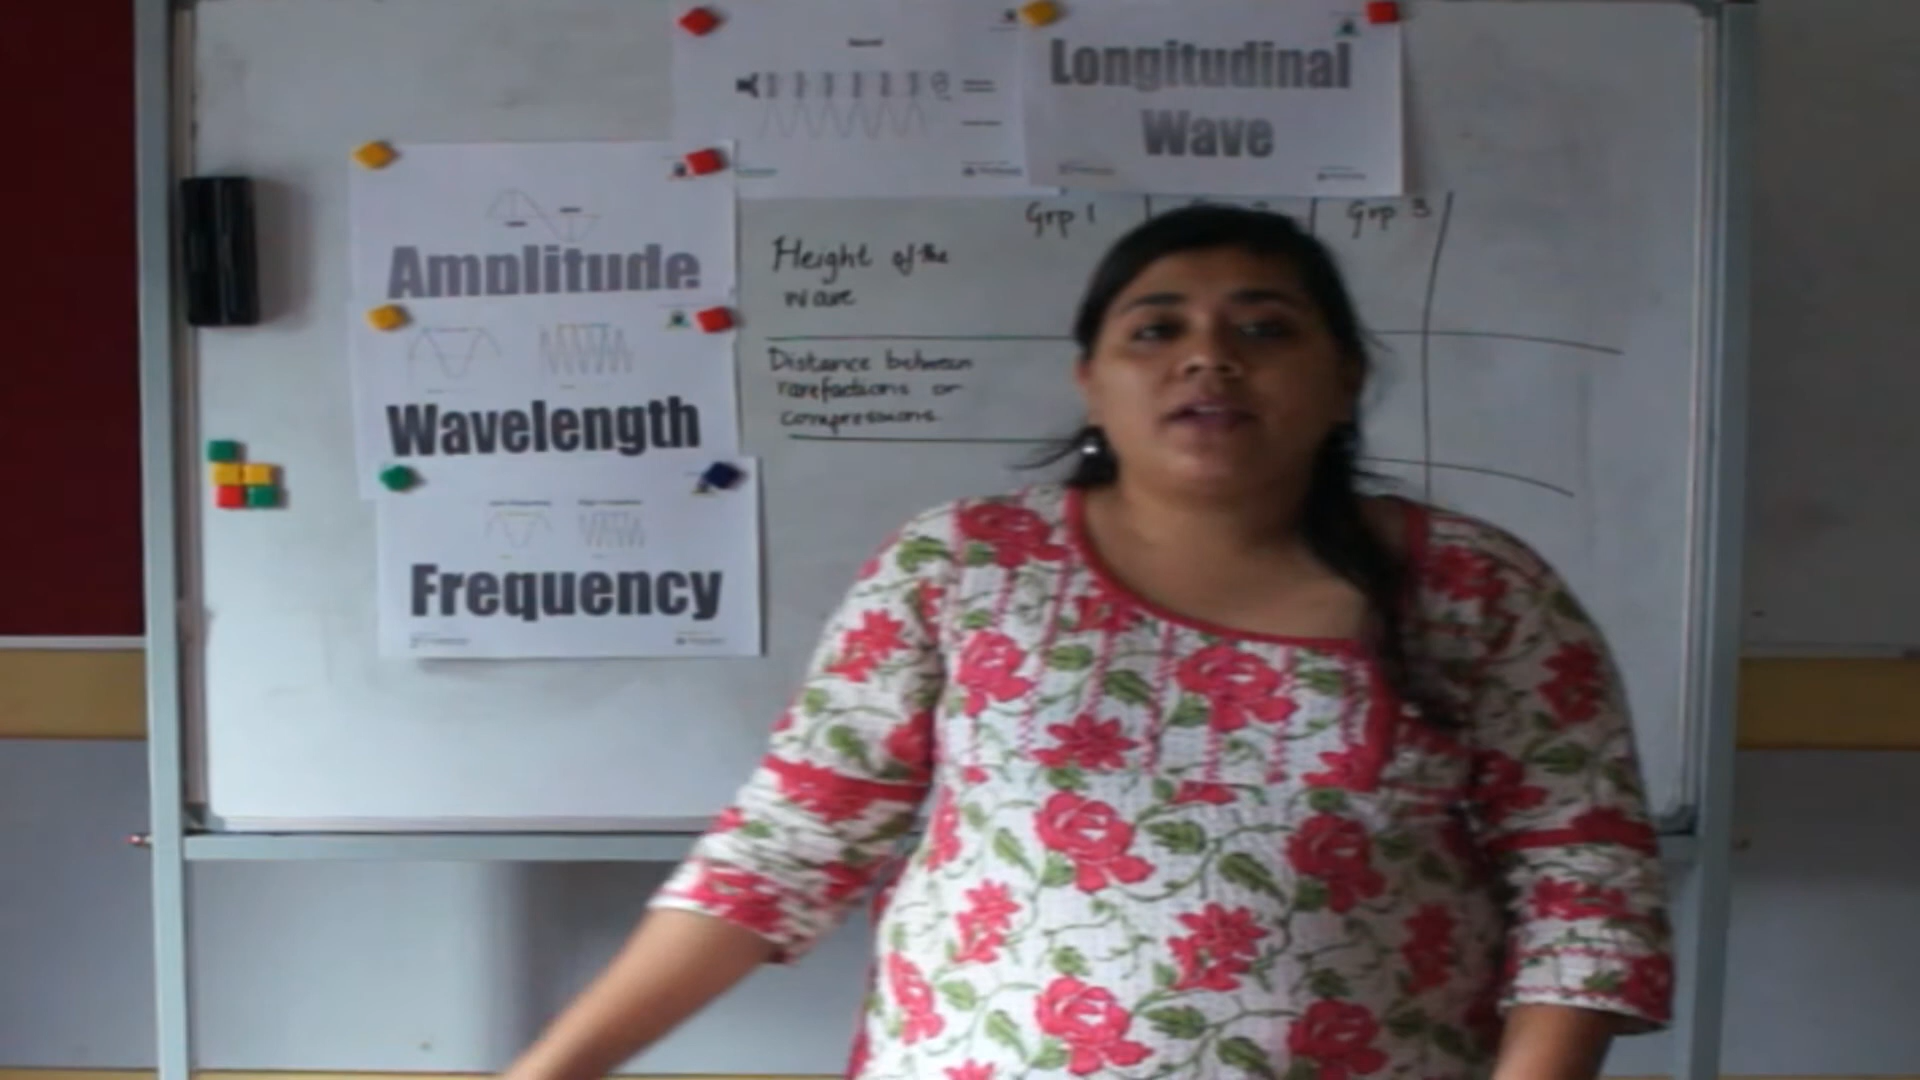 Longitudinal
Wave
Amplitude
Wavelength
Frequency
Grp 1
Grp 3
Height of the
wave
Distance between
rarefactions or
compressions.